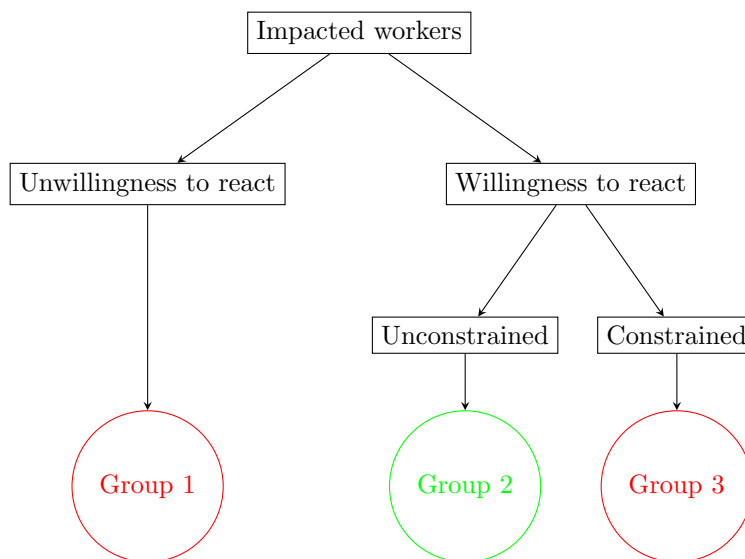 Impacted workers
Unwillingness to react
Willingness to react
Unconstrained
Constrained
Group 1
Group 2
Group 3